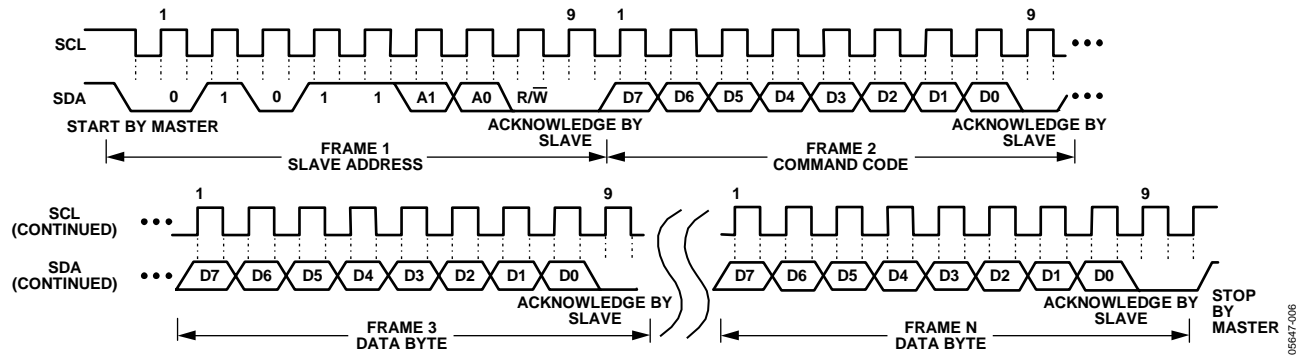 1 9 1 9
SCL
SDA 0 1 0 1 1 A1 A0 R/W̅ D7 D6 D5 D4 D3 D2 D1 D0
START BY MASTER ACKNOWLEDGE BY ACKNOWLEDGE BY
SLAVE SLAVE
FRAME 1 FRAME 2
SLAVE ADDRESS COMMAND CODE
1 9 1 9
SCL
(CONTINUED)
SDA
(CONTINUED)
D7 D6 D5 D4 D3 D2 D1 D0 D7 D6 D5 D4 D3 D2 D1 D0
ACKNOWLEDGE BY ACKNOWLEDGE BY
SLAVE SLAVE
STOP
BY
MASTER
FRAME 3 FRAME N
DATA BYTE DATA BYTE
05647-006